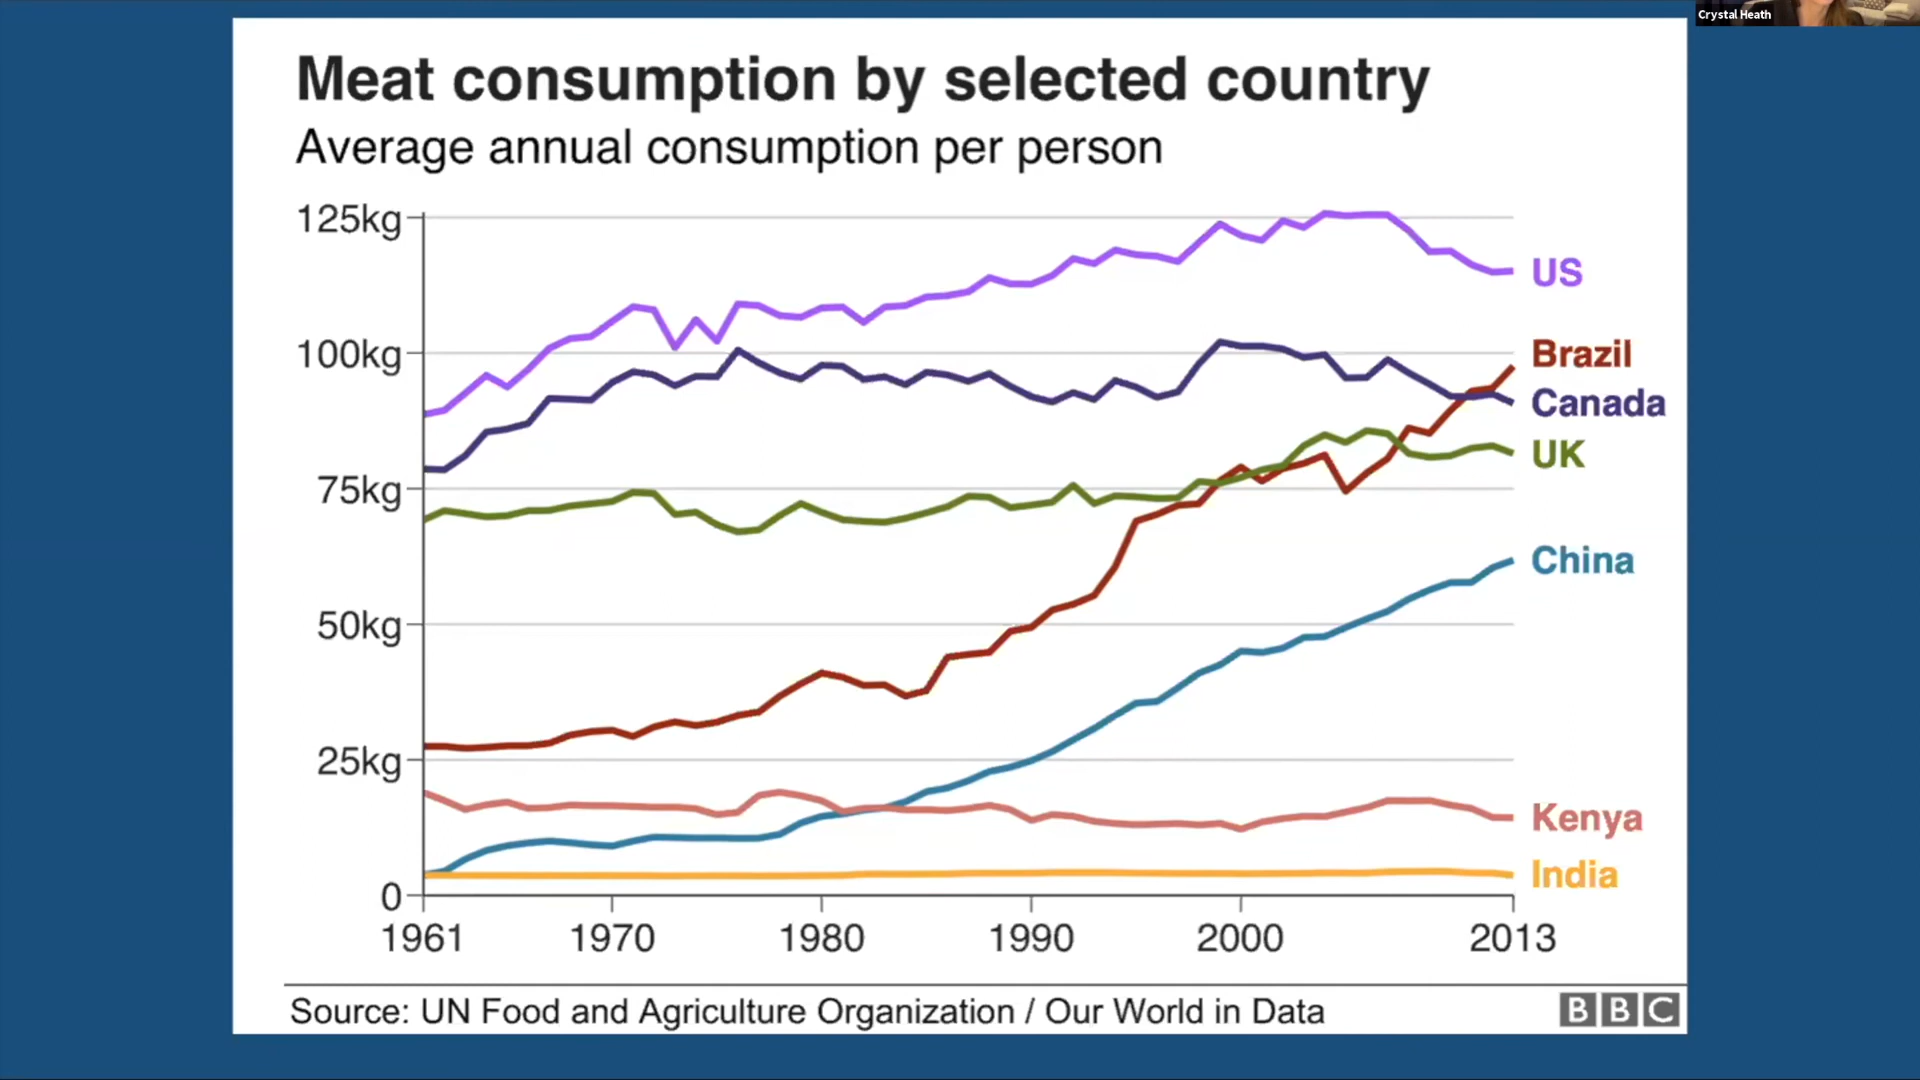 Crystal Heath
Meat consumption by selected country
Average annual consumption per person
125kg
100kg
75kg
50kg
25kg
0
US
Brazil
Canada
UK
China
Kenya
India
1961 1970 1980 1990 2000 2013
Source: UN Food and Agriculture Organization / Our World in Data
BBC